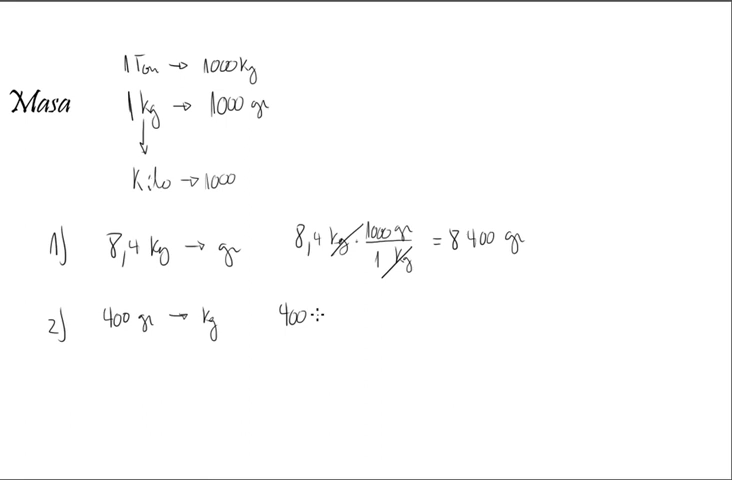 1 Ton → 1000 kg
Masa 1 kg → 1000 gr
↓
Kilo → 1000
1) 8,4 kg → gr 8,4 kg · 1000 gr / 1 kg = 8 400 gr
2) 400 gr → kg 400